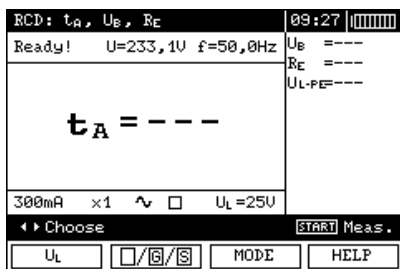 RCD: tA, UB, RE 09:27
Ready! U=233,1V f=50,0Hz
UB =---
RE =---
UL-PE=---
tA = ---
300mA ×1 ∿ □ UL=25V
◂ ▸ Choose START Meas.
UL □/G/S MODE HELP